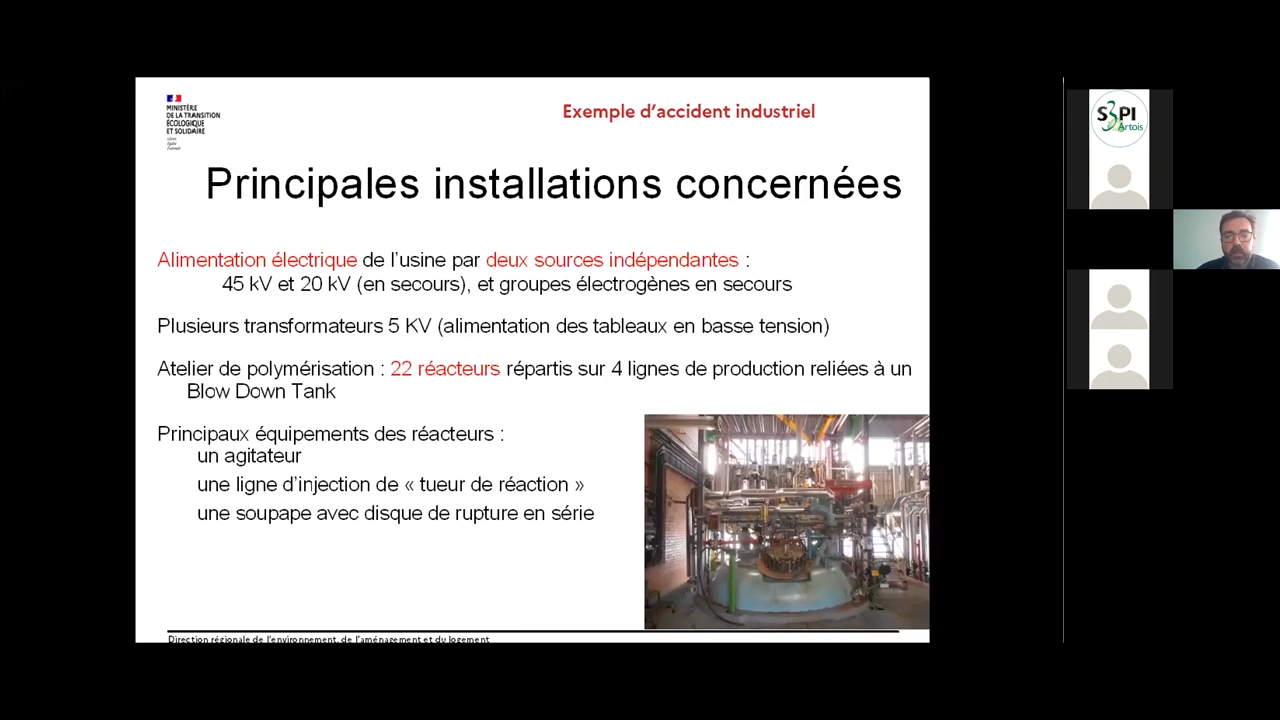 MINISTÈRE
DE LA TRANSITION
ÉCOLOGIQUE
ET SOLIDAIRE
Liberté
Égalité
Fraternité
Exemple d’accident industriel
Principales installations concernées
Alimentation électrique de l’usine par deux sources indépendantes :
45 kV et 20 kV (en secours), et groupes électrogènes en secours
Plusieurs transformateurs 5 KV (alimentation des tableaux en basse tension)
Atelier de polymérisation : 22 réacteurs répartis sur 4 lignes de production reliées à un
Blow Down Tank
Principaux équipements des réacteurs :
un agitateur
une ligne d’injection de « tueur de réaction »
une soupape avec disque de rupture en série
Direction régionale de l’environnement, de l’aménagement et du logement
S3PI
Artois